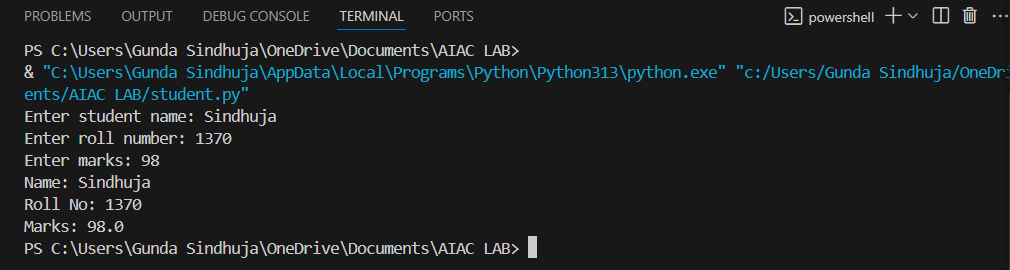 PROBLEMS OUTPUT DEBUG CONSOLE TERMINAL PORTS powershell
PS C:\Users\Gunda Sindhuja\OneDrive\Documents\AIAC LAB>
& "C:\Users\Gunda Sindhuja\AppData\Local\Programs\Python\Python313\python.exe" "c:/Users/Gunda Sindhuja/OneDri
ents/AIAC LAB/student.py"
Enter student name: Sindhuja
Enter roll number: 1370
Enter marks: 98
Name: Sindhuja
Roll No: 1370
Marks: 98.0
PS C:\Users\Gunda Sindhuja\OneDrive\Documents\AIAC LAB>